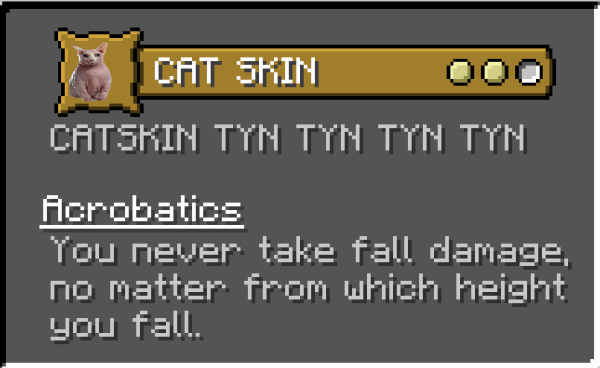 CAT SKIN
CATSKIN TYN TYN TYN TYN
Acrobatics
You never take fall damage,
no matter from which height
you fall.